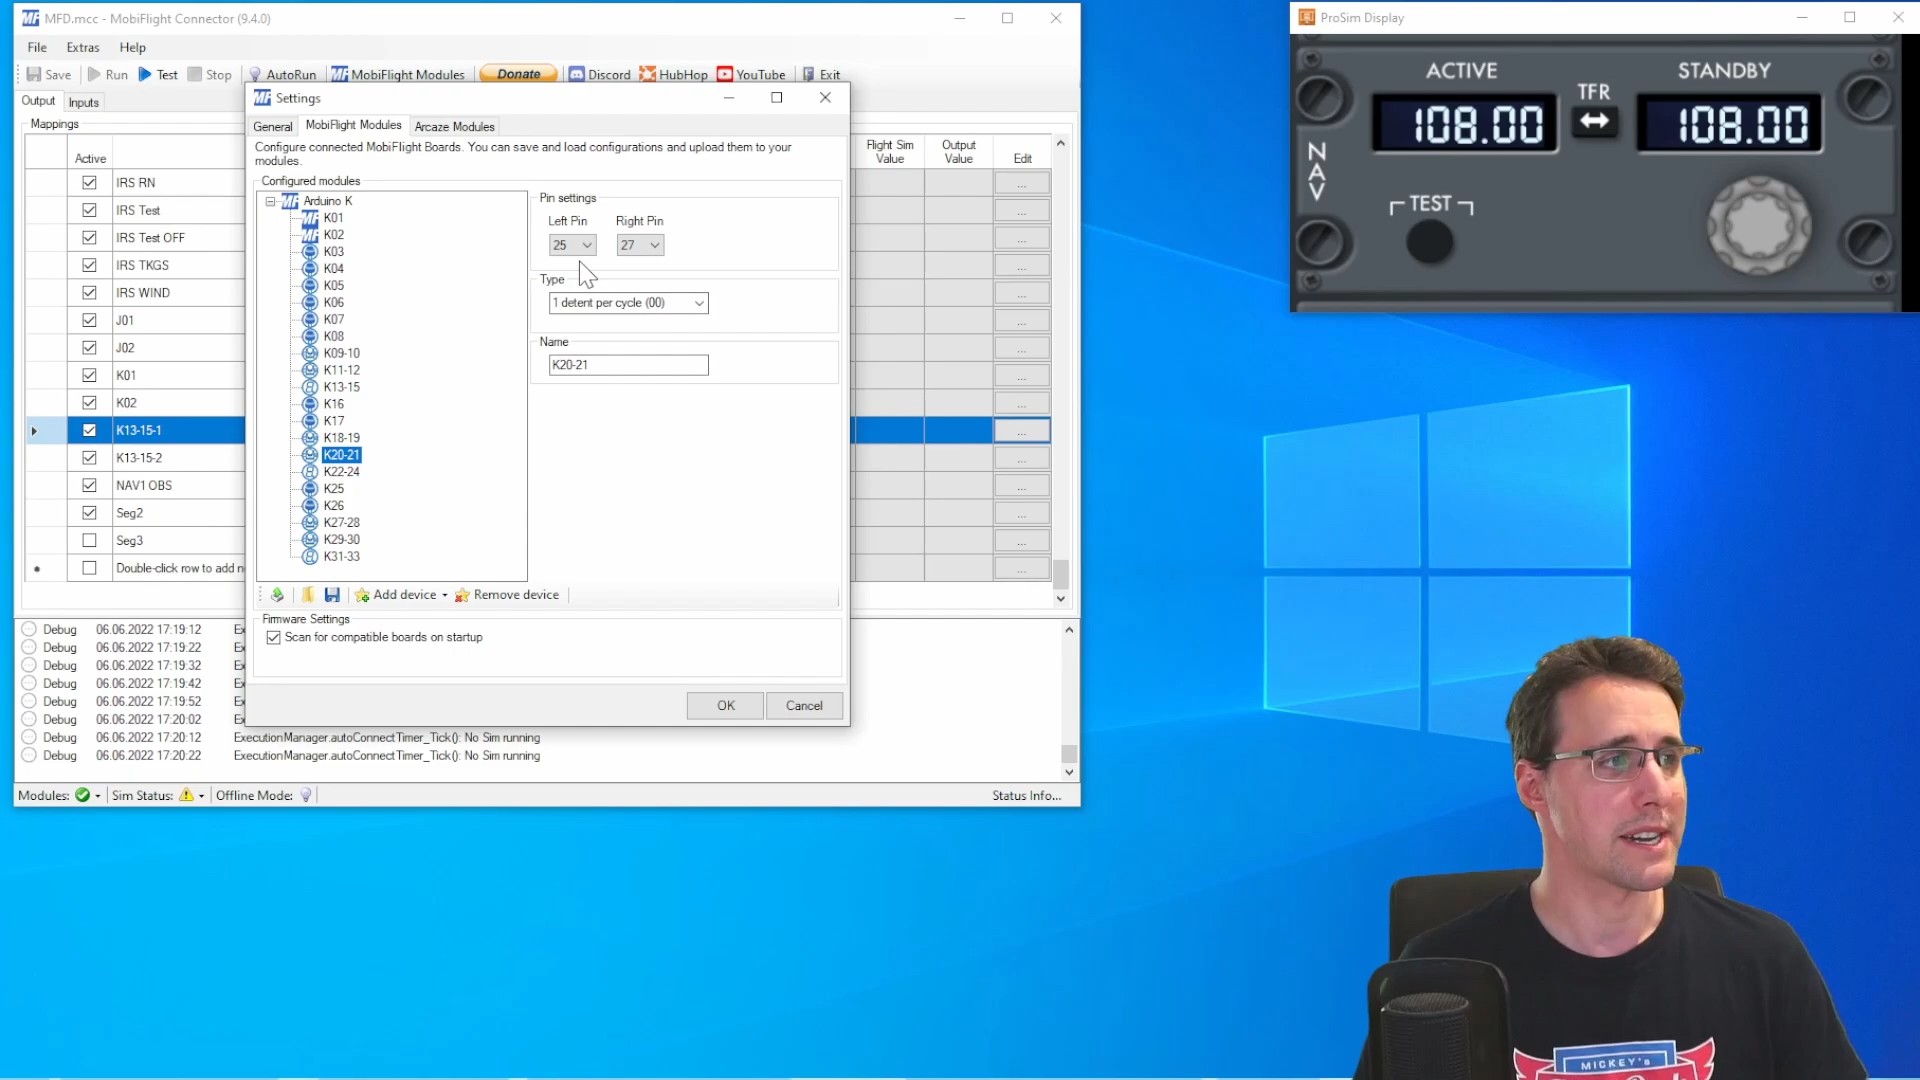 MFD.mcc - MobiFlight Connector (9.4.0)
File Extras Help
Save Run Test Stop AutoRun MobiFlight Modules Donate Discord HubHop YouTube Exit
Output Inputs
Mappings
Active
Flight Sim Value
Output Value
Edit
IRS RN
...
IRS Test
...
IRS Test OFF
...
IRS TKGS
...
IRS WIND
...
J01
...
J02
...
K01
...
K02
...
K13-15-1
...
K13-15-2
...
NAV1 OBS
...
Seg2
...
Seg3
...
Double-click row to add n
...
Settings
General MobiFlight Modules Arcaze Modules
Configure connected MobiFlight Boards. You can save and load configurations and upload them to your
modules.
Configured modules
Arduino K
K01
K02
K03
K04
K05
K06
K07
K08
K09-10
K11-12
K13-15
K16
K17
K18-19
K20-21
K22-24
K25
K26
K27-28
K29-30
K31-33
Pin settings
Left Pin Right Pin
25 27
Type
1 detent per cycle (00)
Name
K20-21
Add device Remove device
Firmware Settings
Scan for compatible boards on startup
OK Cancel
Debug 06.06.2022 17:19:12 Ex
Debug 06.06.2022 17:19:22 Ex
Debug 06.06.2022 17:19:32 Ex
Debug 06.06.2022 17:19:42 Ex
Debug 06.06.2022 17:19:52 Ex
Debug 06.06.2022 17:20:02 Ex
Debug 06.06.2022 17:20:12 ExecutionManager.autoConnectTimer_Tick(): No Sim running
Debug 06.06.2022 17:20:22 ExecutionManager.autoConnectTimer_Tick(): No Sim running
Modules: Sim Status: Offline Mode: Status Info...
ProSim Display
ACTIVE TFR STANDBY
108.00 108.00
NAV
TEST
MICKEY's